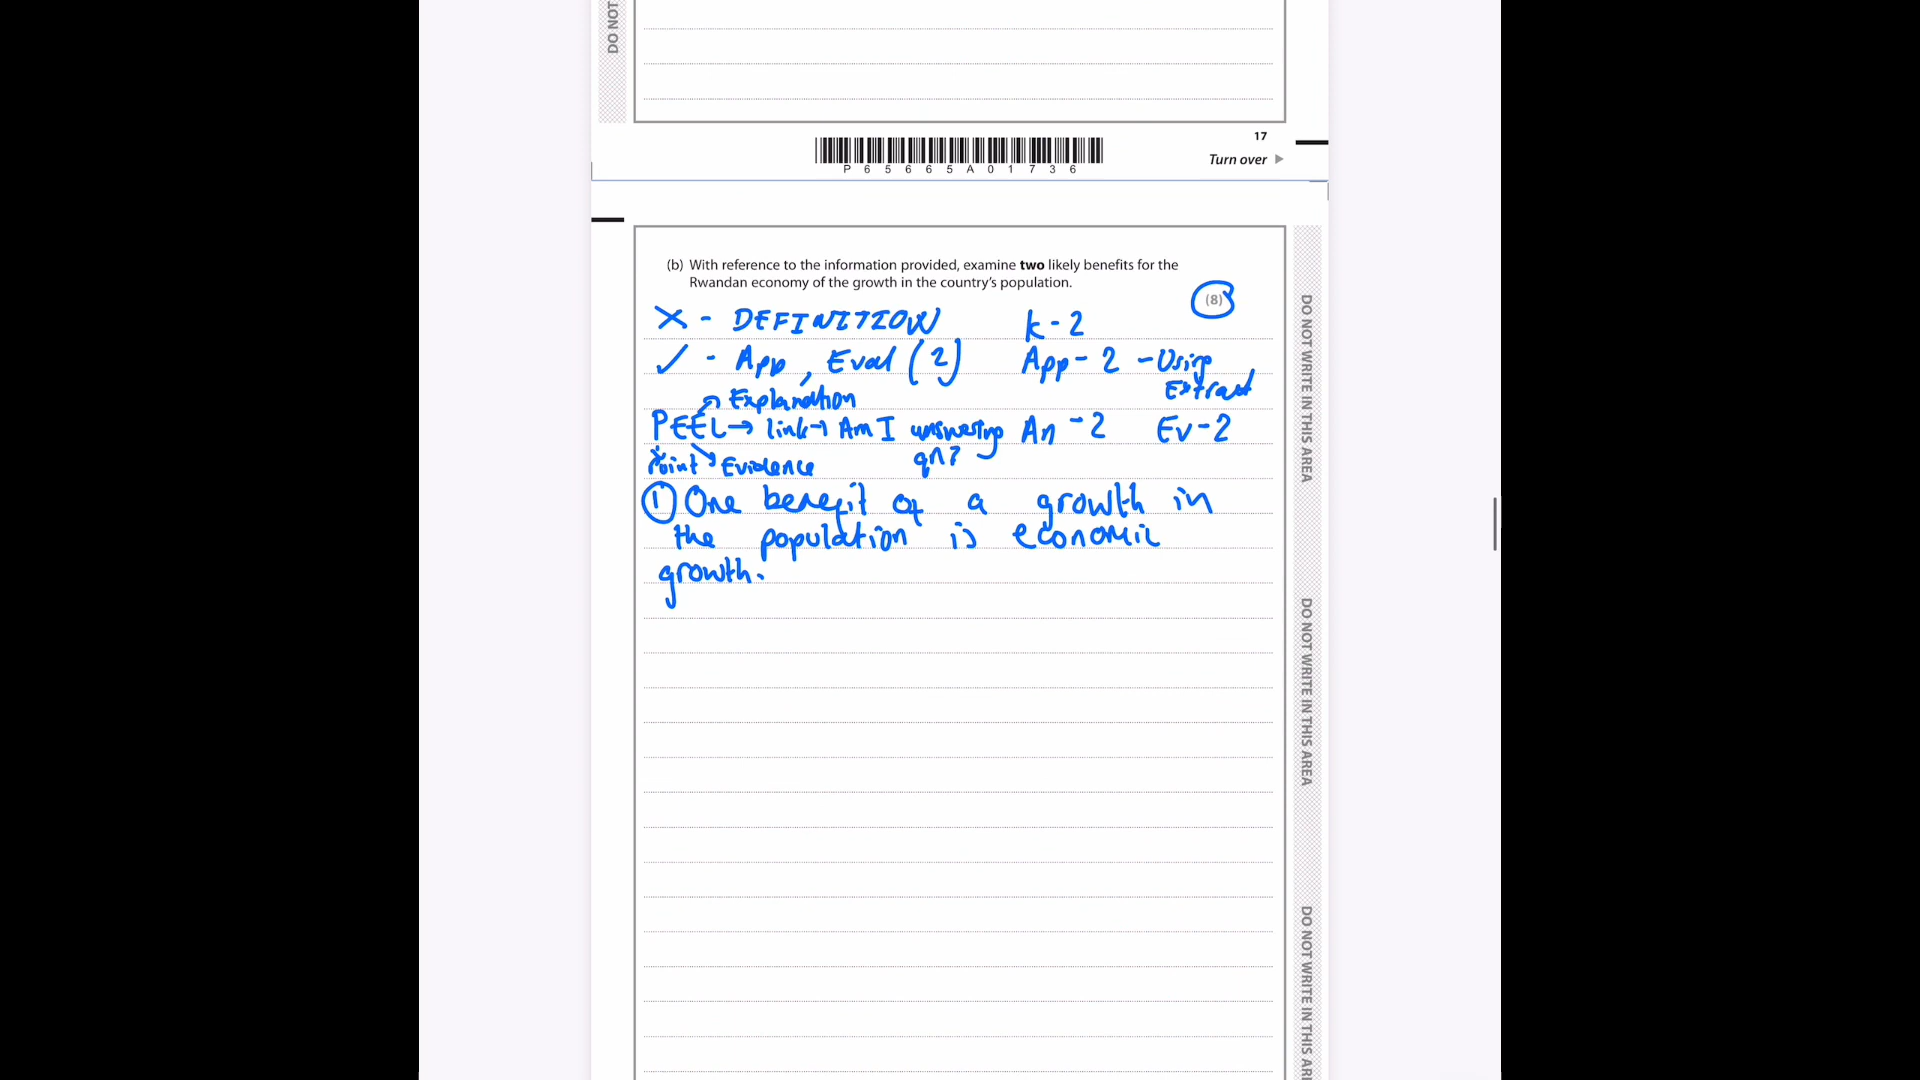 DO NOT
17
Turn over
P 6 5 6 6 5 A 0 1 7 3 6
(b) With reference to the information provided, examine two likely benefits for the
Rwandan economy of the growth in the country's population.
(8)
X - DEFINITION K - 2
✓ - App, Eval (2) App - 2 - Using
Extract
Explanation
PEEL → link → Am I answering An - 2 Ev - 2
Point Evidence qn?
① One benefit of a growth in
the population is economic
growth.
DO NOT WRITE IN THIS AREA
DO NOT WRITE IN THIS AREA
DO NOT WRITE IN THIS ARE